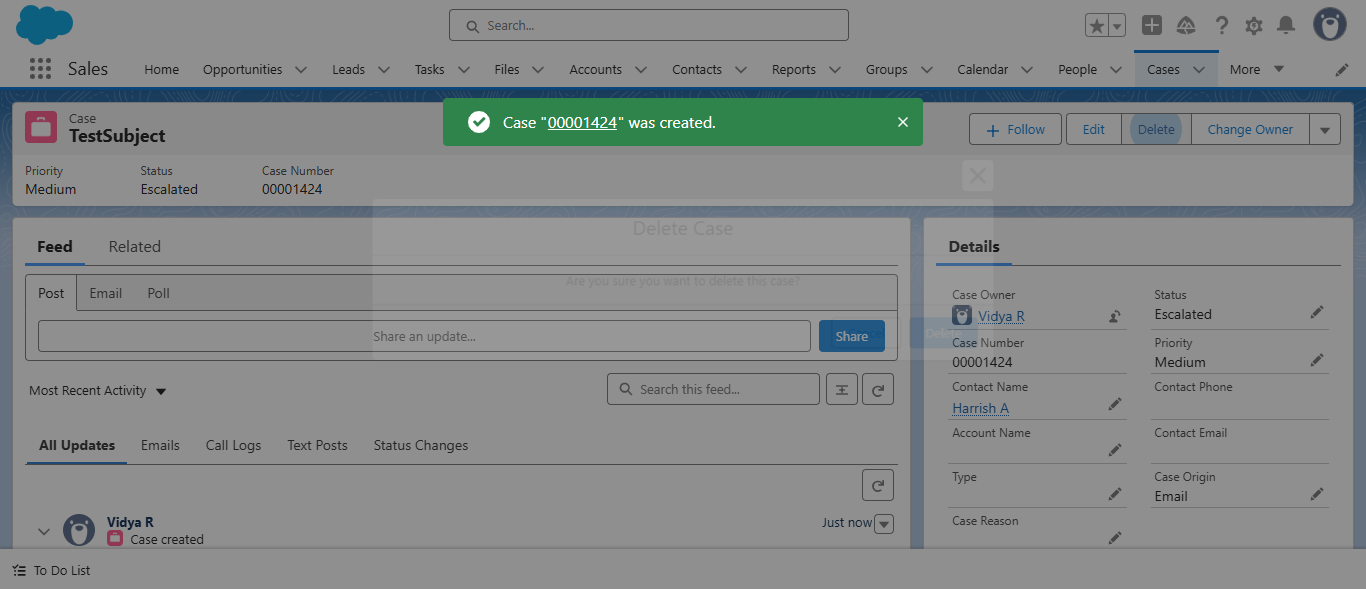 Search...
Sales Home Opportunities Leads Tasks Files Accounts Contacts Reports Groups Calendar People Cases More
Case "00001424" was created.
Case
TestSubject
Follow Edit Delete Change Owner
Priority Status Case Number
Medium Escalated 00001424
Delete Case
Are you sure you want to delete this case?
Delete
Feed Related
Post Email Poll
Share an update... Share
Most Recent Activity Search this feed...
All Updates Emails Call Logs Text Posts Status Changes
Vidya R Just now
Case created
Details
Case Owner Status
Vidya R Escalated
Case Number Priority
00001424 Medium
Contact Name Contact Phone
Harrish A
Account Name Contact Email
Type Case Origin
Email
Case Reason
To Do List